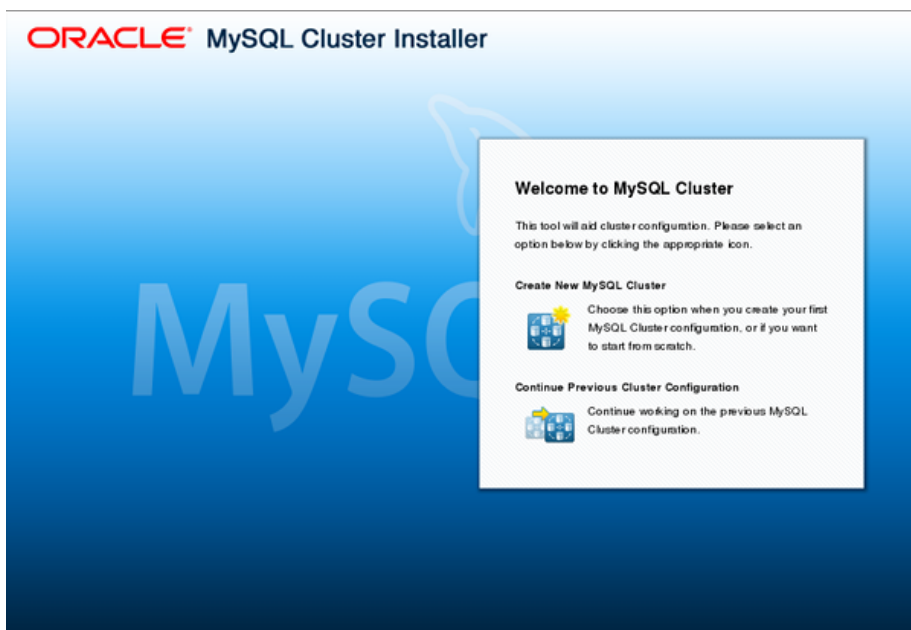 ORACLE® MySQL Cluster Installer
Welcome to MySQL Cluster
This tool will aid cluster configuration. Please select an
option below by clicking the appropriate icon.
Create New MySQL Cluster
Choose this option when you create your first
MySQL Cluster configuration, or if you want
to start from scratch.
Continue Previous Cluster Configuration
Continue working on the previous MySQL
Cluster configuration.
MySQ